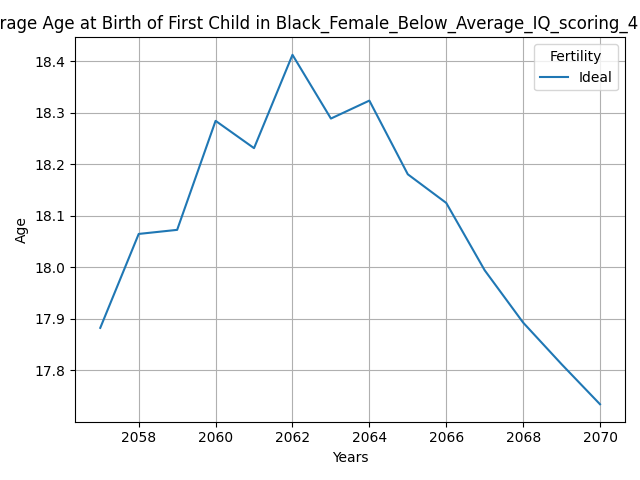 rage Age at Birth of First Child in Black_Female_Below_Average_IQ_scoring_4
Fertility
Ideal
18.4
18.3
18.2
18.1
18.0
17.9
17.8
Age
2058 2060 2062 2064 2066 2068 2070
Years